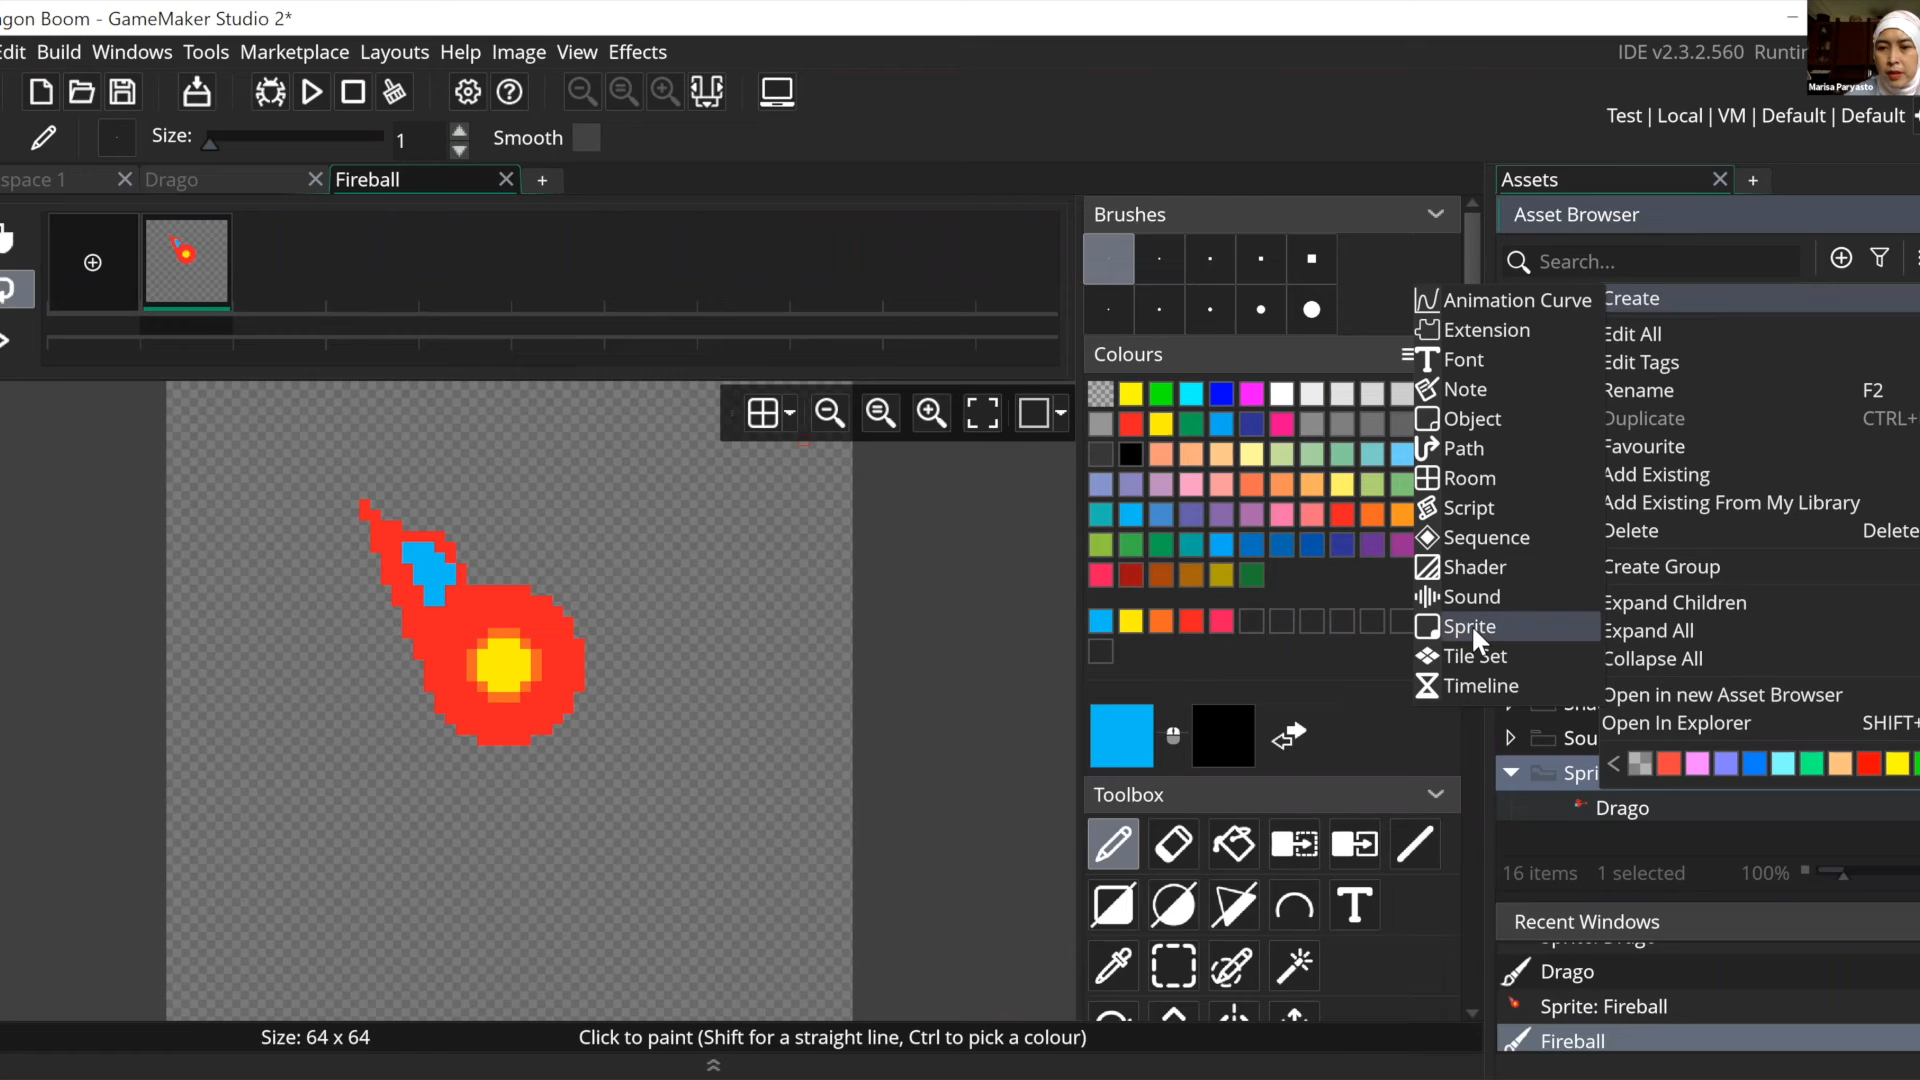 agon Boom - GameMaker Studio 2*
Edit Build Windows Tools Marketplace Layouts Help Image View Effects
IDE v2.3.2.560 Runtir
Marisa Paryasto
Test | Local | VM | Default | Default
Size: 1 Smooth
space 1 Drago Fireball +
Assets +
Brushes
Asset Browser
Search...
Colours
Animation Curve
Extension
Font
Note
Object
Path
Room
Script
Sequence
Shader
Sound
Sprite
Tile Set
Timeline
Create
Edit All
Edit Tags
Rename F2
Duplicate CTRL+
Favourite
Add Existing
Add Existing From My Library
Delete Delete
Create Group
Expand Children
Expand All
Collapse All
Open in new Asset Browser
Open In Explorer SHIFT+
Sou
Spri
Drago
Toolbox
16 items 1 selected 100%
Recent Windows
Sprite: Drago
Drago
Sprite: Fireball
Fireball
Size: 64 x 64
Click to paint (Shift for a straight line, Ctrl to pick a colour)